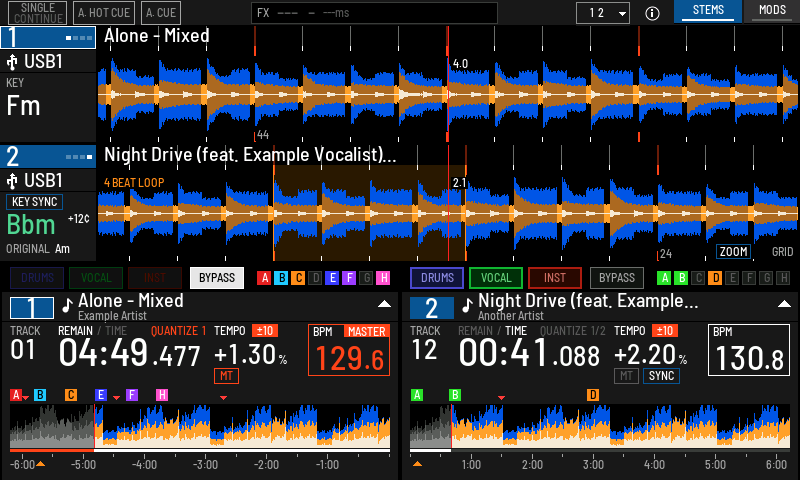 SINGLE CONTINUE
A. HOT CUE
A. CUE
FX --- - ---ms
1 2
STEMS
MODS
1
Alone - Mixed
USB1
KEY
Fm
4.0
44
2
Night Drive (feat. Example Vocalist)...
USB1
4 BEAT LOOP
2.1
KEY SYNC
Bbm +12¢
ORIGINAL Am
24
ZOOM
GRID
DRUMS VOCAL INST BYPASS A B C D E F G H
DRUMS VOCAL INST BYPASS A B C D E F G H
1 Alone - Mixed
Example Artist
TRACK 01
REMAIN / TIME QUANTIZE 1
04:49.477
TEMPO ±10
+1.30%
MT
BPM MASTER
129.6
A B C E F H
-6:00 -5:00 -4:00 -3:00 -2:00 -1:00
2 Night Drive (feat. Example...
Another Artist
TRACK 12
REMAIN / TIME QUANTIZE 1/2
00:41.088
TEMPO ±10
+2.20%
MT SYNC
BPM
130.8
A B D
1:00 2:00 3:00 4:00 5:00 6:00